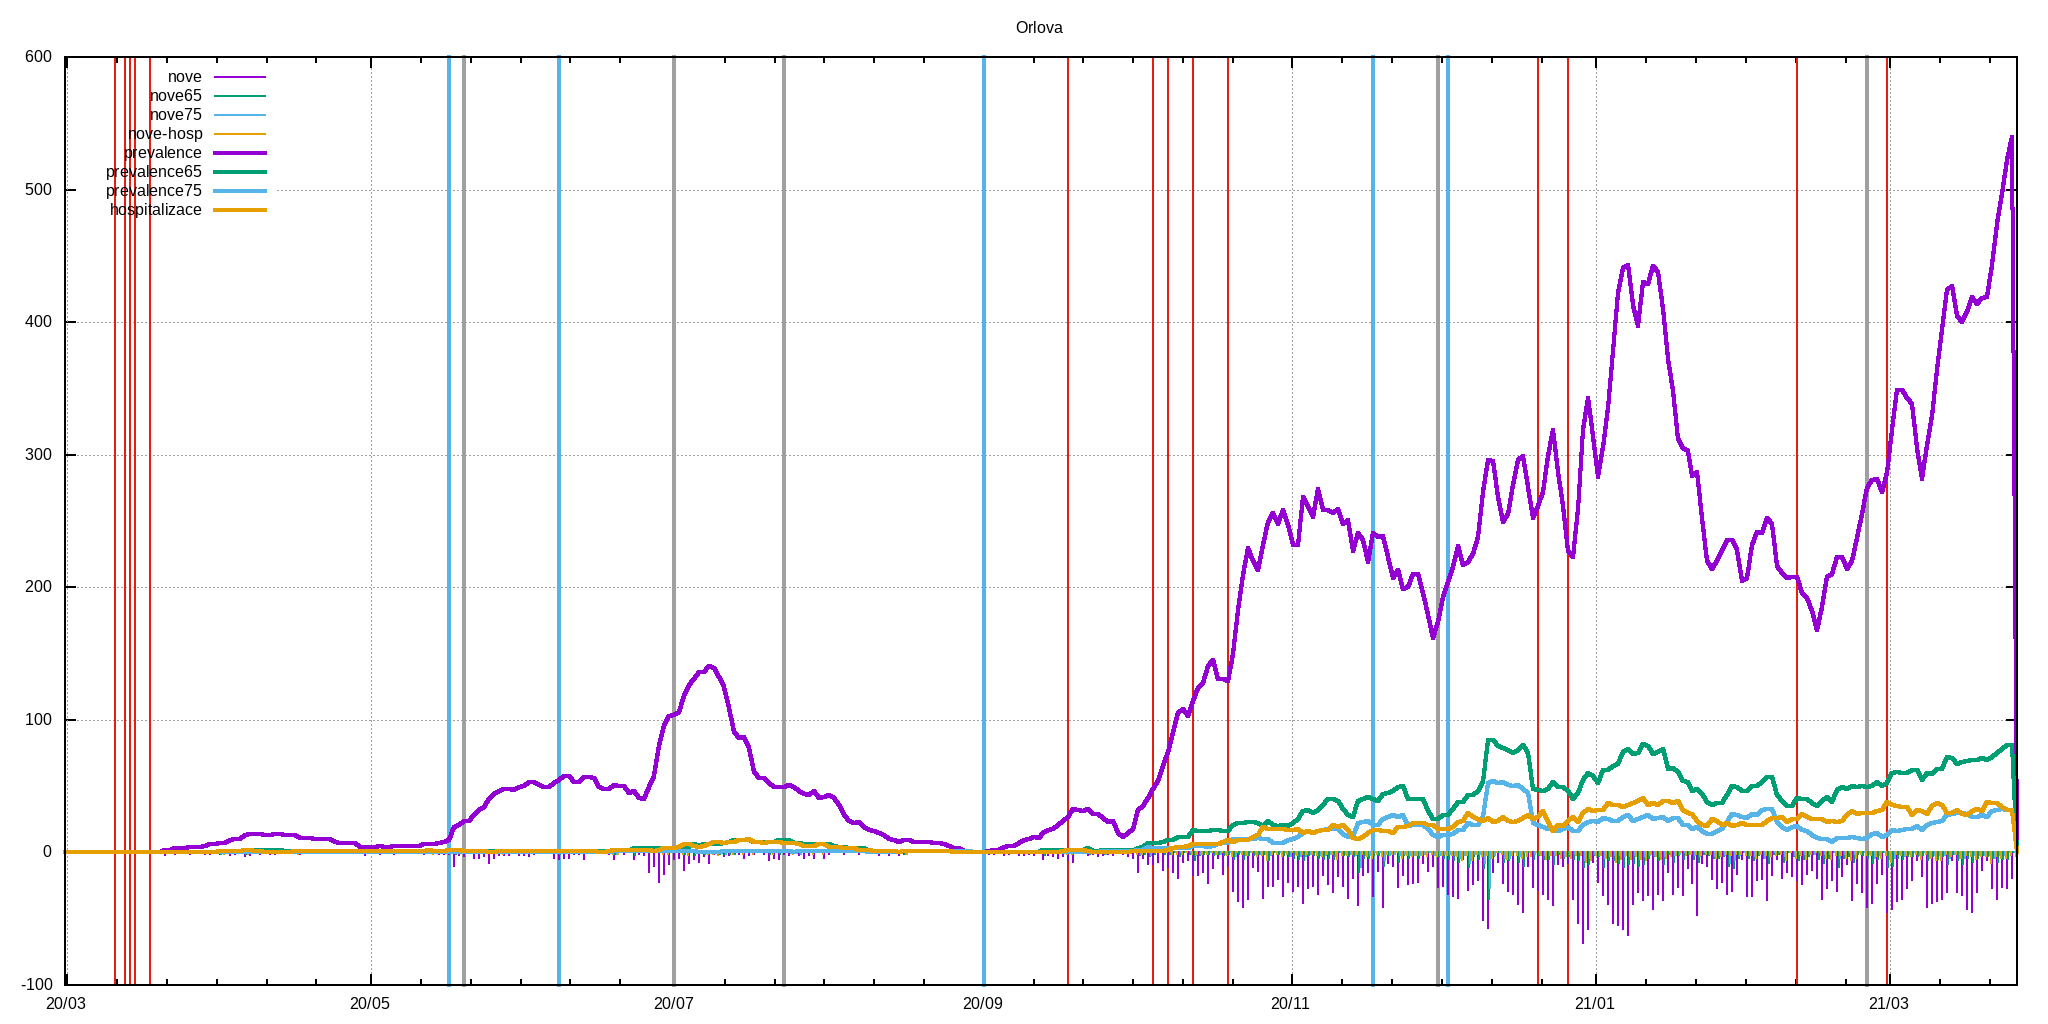 Orlova
600
500
400
300
200
100
0
-100
nove
nove65
nove75
nove-hosp
prevalence
prevalence65
prevalence75
hospitalizace
20/03 20/05 20/07 20/09 20/11 21/01 21/03